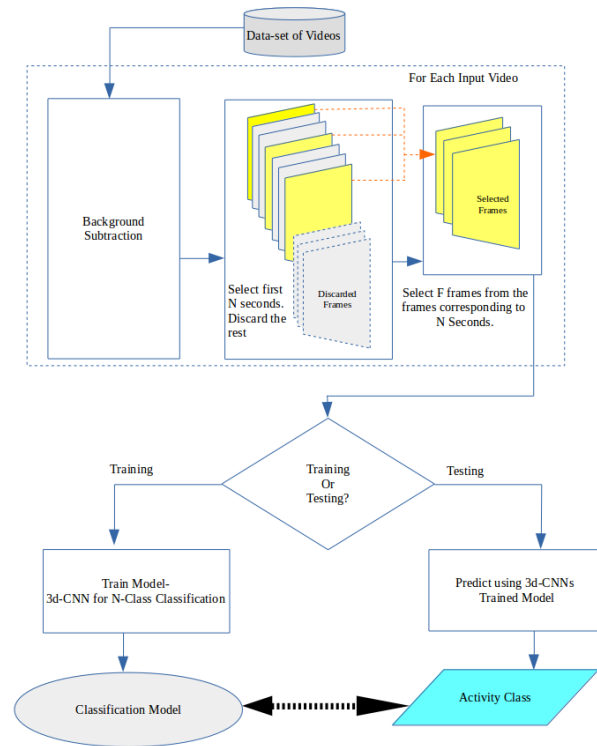 Data-set of Videos
For Each Input Video
Background
Subtraction
Selected
Frames
Select first
N seconds.
Discard the
rest
Discarded
Frames
Select F frames from the
frames corresponding to
N Seconds.
Training
Training
Or
Testing?
Testing
Train Model-
3d-CNN for N-Class Classification
Predict using 3d-CNNs
Trained Model
Classification Model
Activity Class